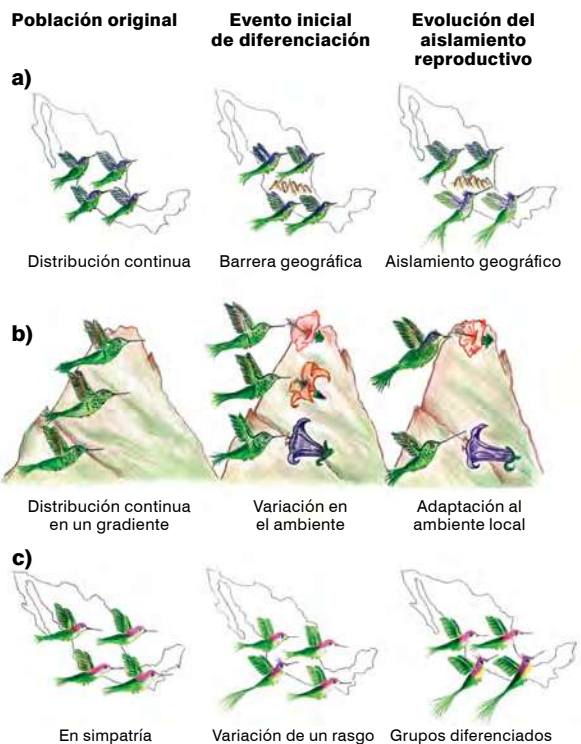 Población original
Evento inicial
de diferenciación
Evolución del
aislamiento
reproductivo
a)
Distribución continua
Barrera geográfica
Aislamiento geográfico
b)
Distribución continua
en un gradiente
Variación en
el ambiente
Adaptación al
ambiente local
c)
En simpatría
Variación de un rasgo
Grupos diferenciados